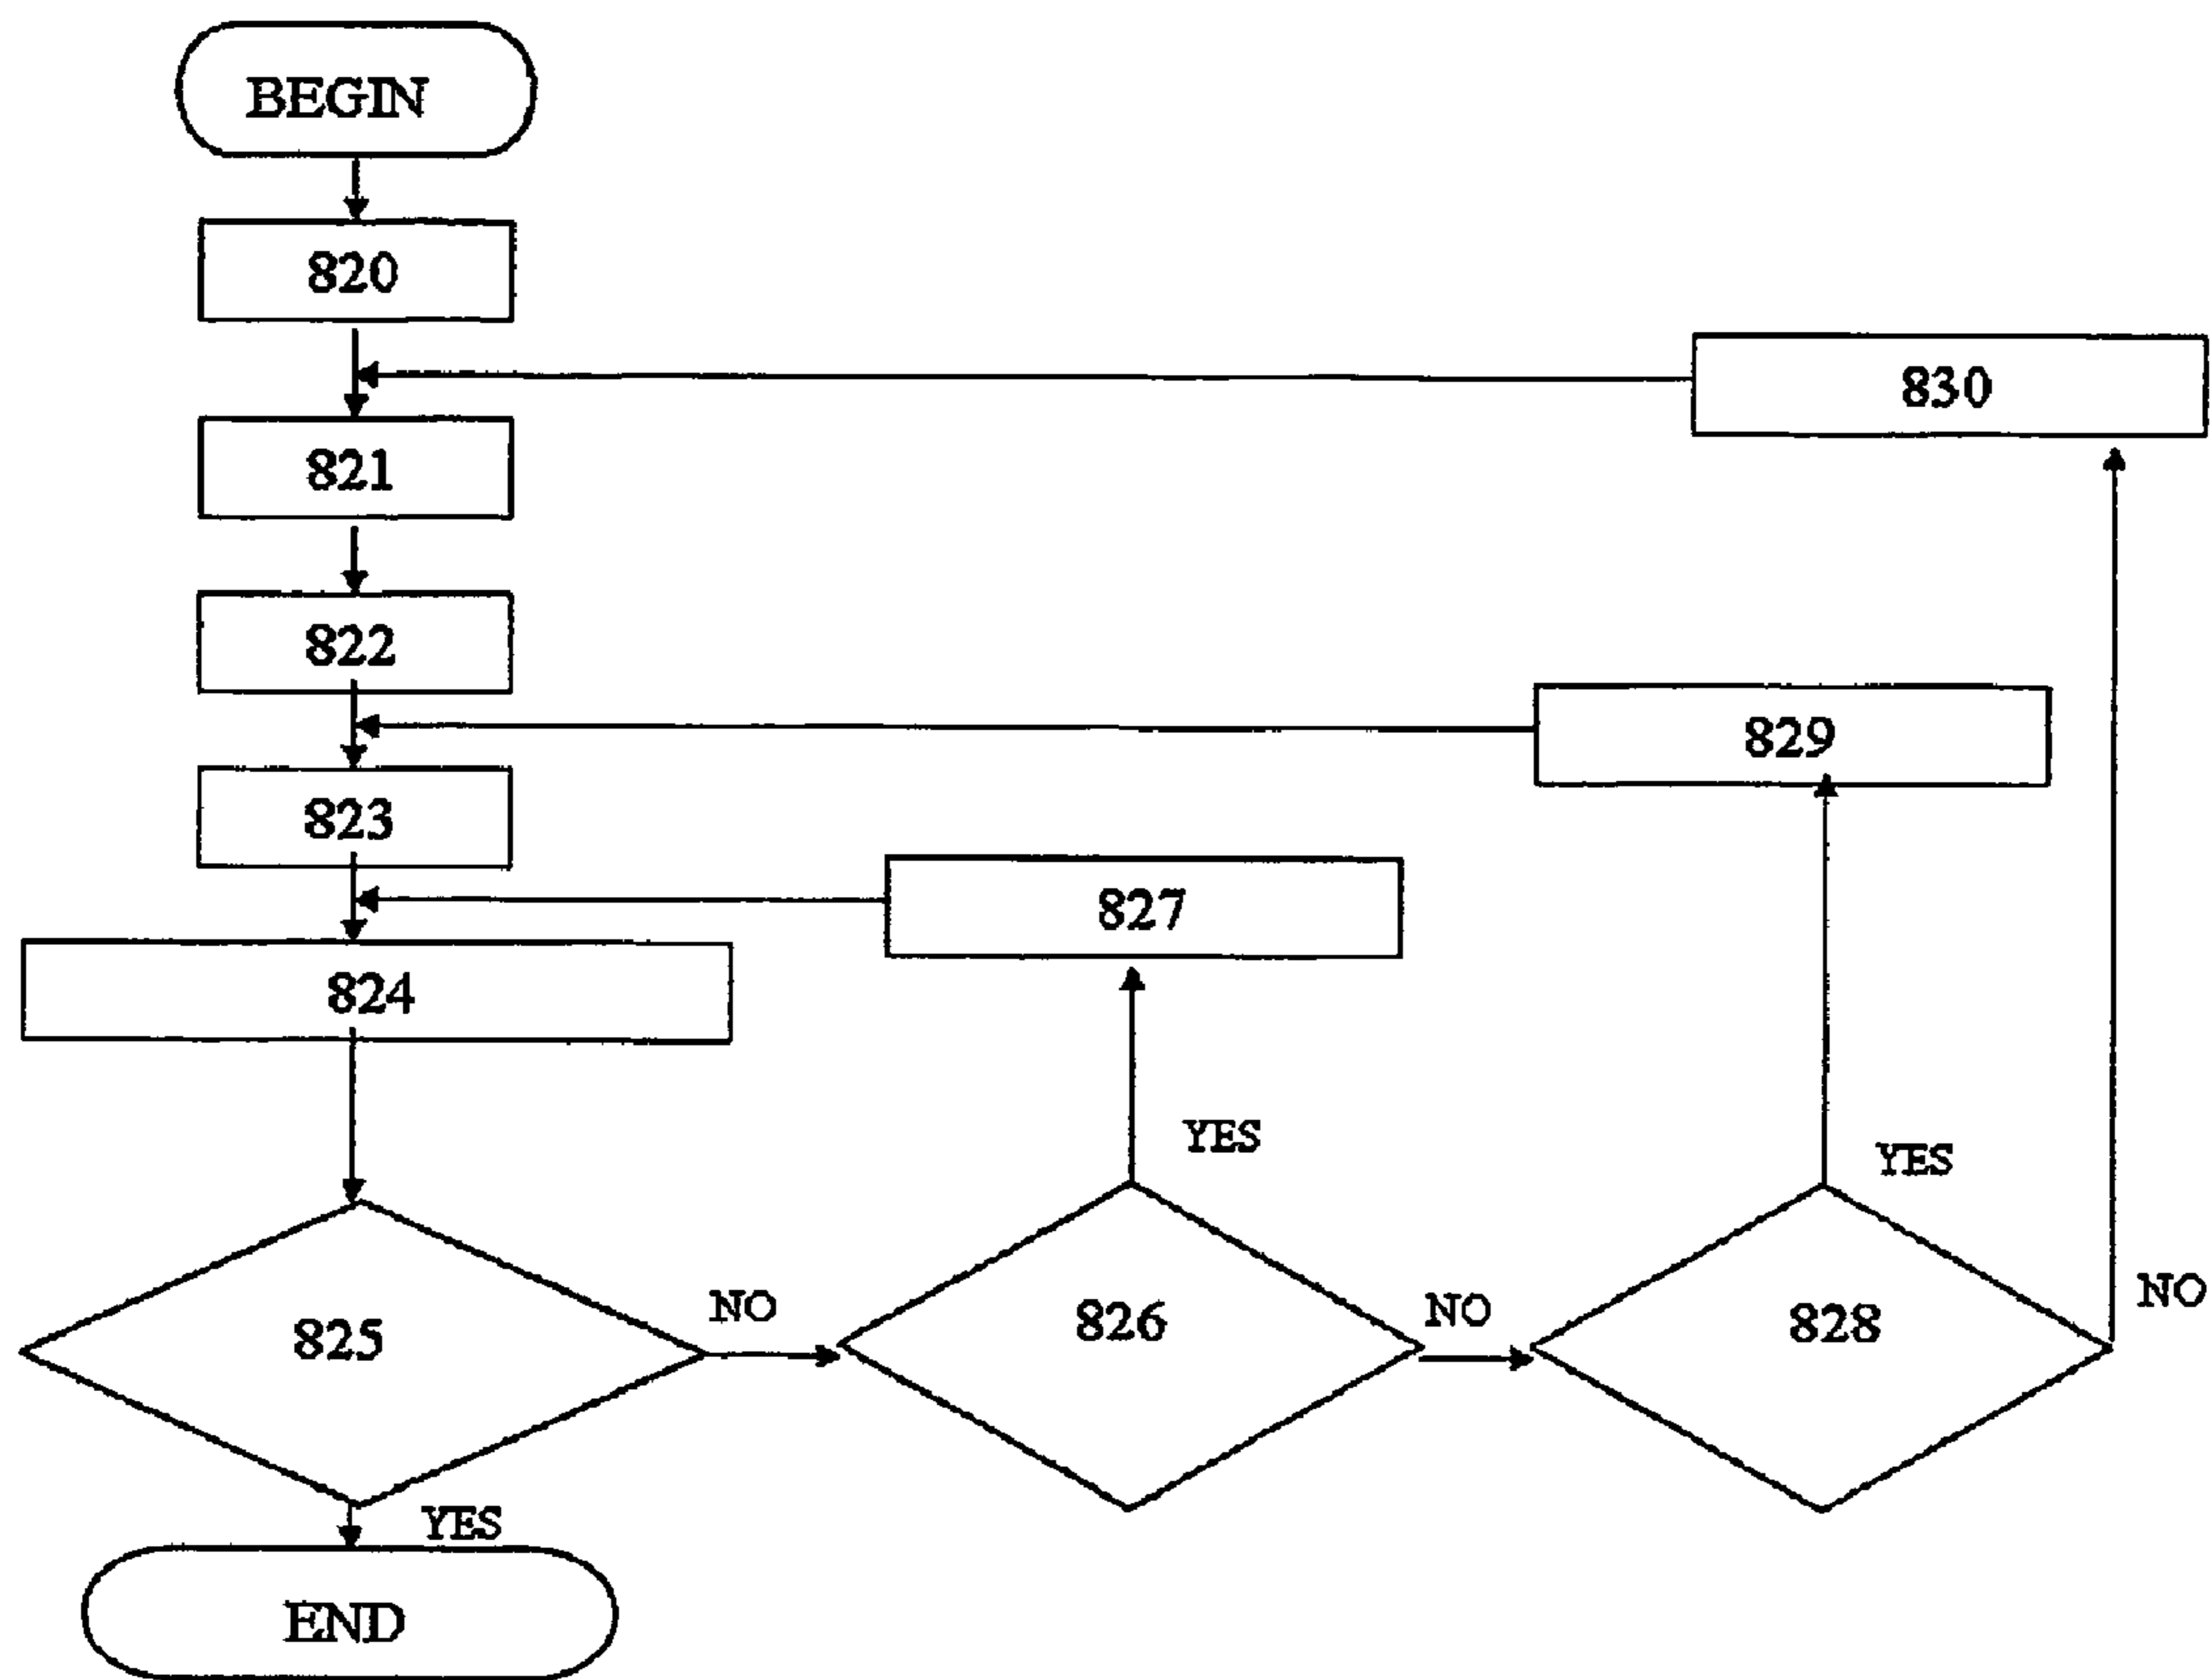 BEGIN
820
830
821
822
829
823
827
824
YES
YES
NO
NO
NO
825
826
828
YES
END